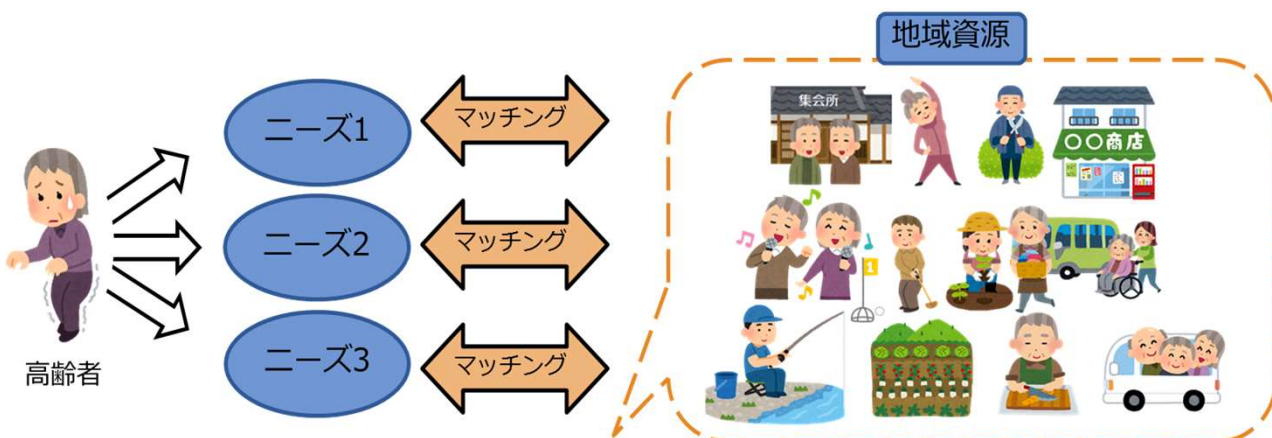 地域資源
ニーズ1
マッチング
集会所
〇〇商店
ニーズ2
マッチング
1
ニーズ3
マッチング
高齢者